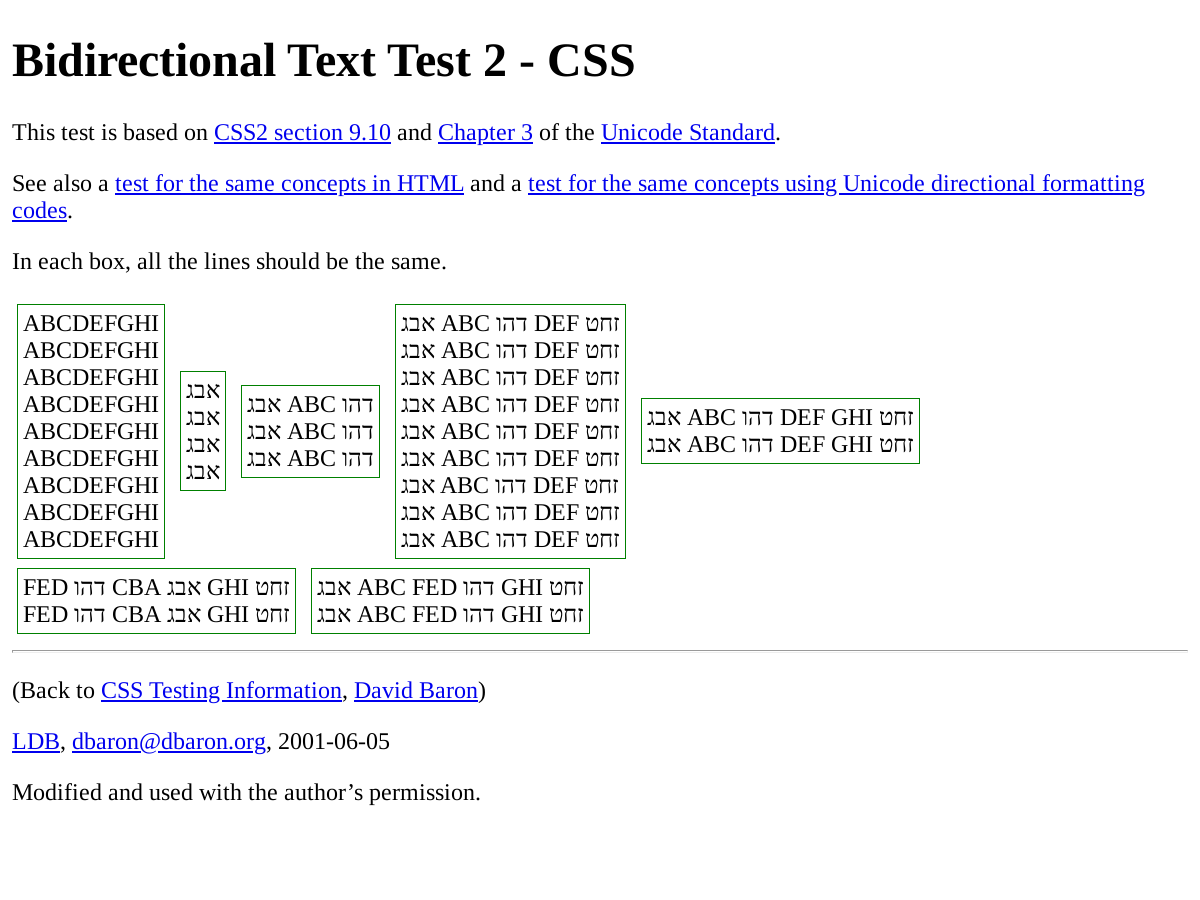 Bidirectional Text Test 2 - CSS
This test is based on CSS2 section 9.10 and Chapter 3 of the Unicode Standard.
See also a test for the same concepts in HTML and a test for the same concepts using Unicode directional formatting
codes.
In each box, all the lines should be the same.
ABCDEFGHI
ABCDEFGHI
ABCDEFGHI
ABCDEFGHI
ABCDEFGHI
ABCDEFGHI
ABCDEFGHI
ABCDEFGHI
ABCDEFGHI
אבג
אבג
אבג
אבג
אבג ABC דהו
אבג ABC דהו
אבג ABC דהו
אבג ABC דהו DEF זחט
אבג ABC דהו DEF זחט
אבג ABC דהו DEF זחט
אבג ABC דהו DEF זחט
אבג ABC דהו DEF זחט
אבג ABC דהו DEF זחט
אבג ABC דהו DEF זחט
אבג ABC דהו DEF זחט
אבג ABC דהו DEF זחט
אבג ABC דהו DEF GHI זחט
אבג ABC דהו DEF GHI זחט
FED דהו CBA אבג GHI זחט
FED דהו CBA אבג GHI זחט
אבג ABC FED דהו GHI זחט
אבג ABC FED דהו GHI זחט
(Back to CSS Testing Information, David Baron)
LDB, dbaron@dbaron.org, 2001-06-05
Modified and used with the author’s permission.